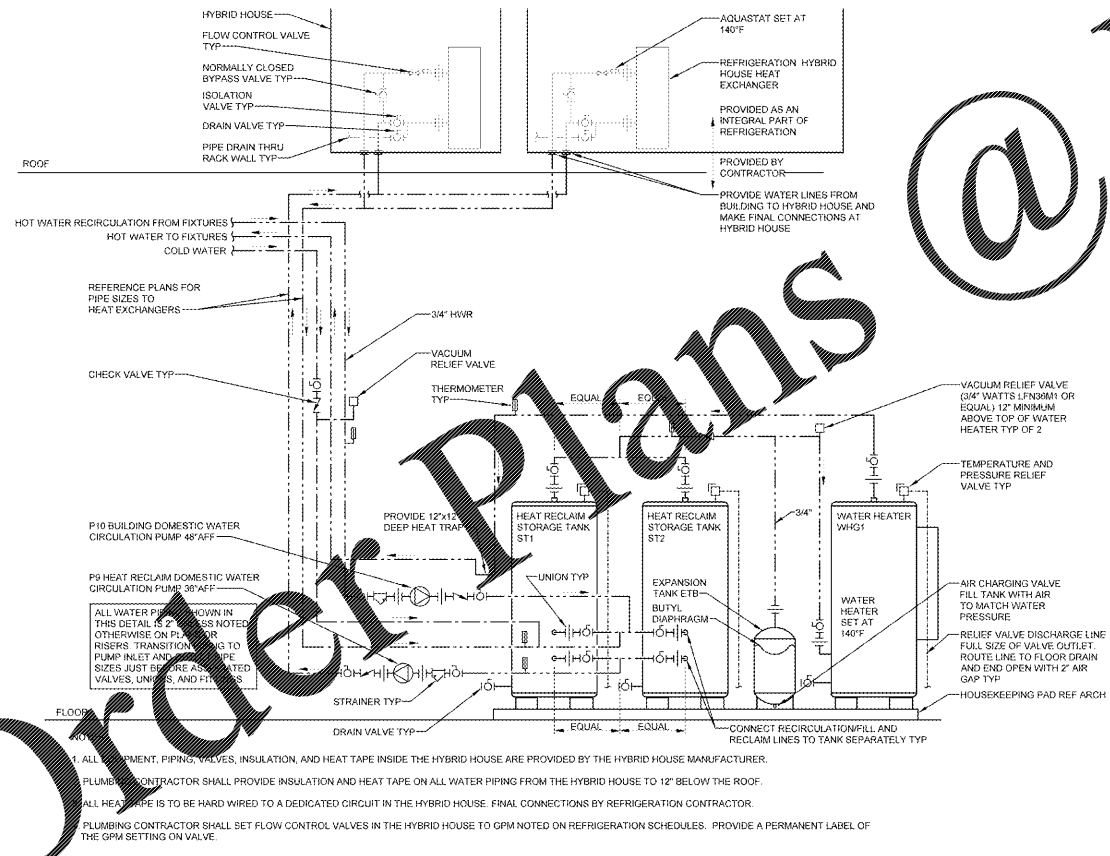 HYBRID HOUSE
FLOW CONTROL VALVE
TYP
NORMALLY CLOSED
BYPASS VALVE TYP
ISOLATION
VALVE TYP
DRAIN VALVE TYP
PIPE DRAIN THRU
RACK WALL TYP
AQUASTAT SET AT
140°F
REFRIGERATION HYBRID
HOUSE HEAT
EXCHANGER
PROVIDED AS AN
INTEGRAL PART OF
REFRIGERATION
PROVIDED BY
CONTRACTOR
ROOF
PROVIDE WATER LINES FROM
BUILDING TO HYBRID HOUSE AND
MAKE FINAL CONNECTIONS AT
HYBRID HOUSE
HOT WATER RECIRCULATION FROM FIXTURES
HOT WATER TO FIXTURES
COLD WATER
REFERENCE PLANS FOR
PIPE SIZES TO
HEAT EXCHANGERS
3/4" HWR
CHECK VALVE TYP
VACUUM
RELIEF VALVE
THERMOMETER
TYP
EQUAL
VACUUM RELIEF VALVE
(3/4" WATTS LFN36M1 OR
EQUAL) 12" MINIMUM
ABOVE TOP OF WATER
HEATER TYP OF 2
TEMPERATURE AND
PRESSURE RELIEF
VALVE TYP
PROVIDE 12"x12"
DEEP HEAT TRAP
HEAT RECLAIM
STORAGE TANK
ST1
HEAT RECLAIM
STORAGE TANK
ST2
3/4"
WATER HEATER
WHG1
P10 BUILDING DOMESTIC WATER
CIRCULATION PUMP 48"AFF
P9 HEAT RECLAIM DOMESTIC WATER
CIRCULATION PUMP 36"AFF
UNION TYP
EXPANSION
TANK ETB
BUTYL
DIAPHRAGM
WATER
HEATER
SET AT
140°F
AIR CHARGING VALVE
FILL TANK WITH AIR
TO MATCH WATER
PRESSURE
RELIEF VALVE DISCHARGE LINE
FULL SIZE OF VALVE OUTLET.
ROUTE LINE TO FLOOR DRAIN
AND END OPEN WITH 2" AIR
GAP TYP
HOUSEKEEPING PAD REF ARCH
ALL WATER PIPING SHOWN IN
THIS DETAIL IS 2" UNLESS NOTED
OTHERWISE ON PLANS OR
RISERS. TRANSITION PIPING TO
PUMP INLET AND PIPE
SIZES JUST BEFORE ASSOCIATED
VALVES, UNIONS, AND FITTINGS
STRAINER TYP
FLOOR
DRAIN VALVE TYP
EQUAL EQUAL
CONNECT RECIRCULATION/FILL AND
RECLAIM LINES TO TANK SEPARATELY TYP
1. ALL EQUIPMENT, PIPING, VALVES, INSULATION, AND HEAT TAPE INSIDE THE HYBRID HOUSE ARE PROVIDED BY THE HYBRID HOUSE MANUFACTURER.
PLUMBING CONTRACTOR SHALL PROVIDE INSULATION AND HEAT TAPE ON ALL WATER PIPING FROM THE HYBRID HOUSE TO 12" BELOW THE ROOF.
ALL HEAT TAPE IS TO BE HARD WIRED TO A DEDICATED CIRCUIT IN THE HYBRID HOUSE. FINAL CONNECTIONS BY REFRIGERATION CONTRACTOR.
PLUMBING CONTRACTOR SHALL SET FLOW CONTROL VALVES IN THE HYBRID HOUSE TO GPM NOTED ON REFRIGERATION SCHEDULES. PROVIDE A PERMANENT LABEL OF
THE GPM SETTING ON VALVE.
Order Plans @